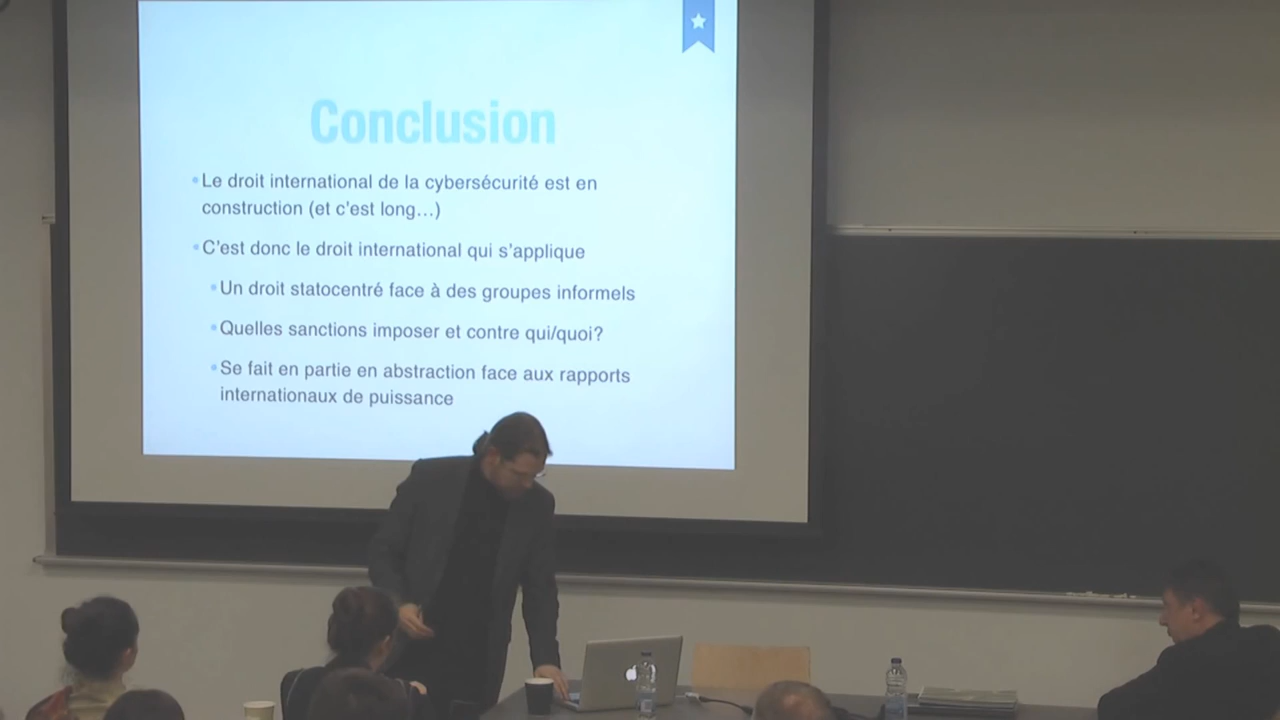 Conclusion
Le droit international de la cybersécurité est en
construction (et c'est long...)
C'est donc le droit international qui s'applique
Un droit statocentré face à des groupes informels
Quelles sanctions imposer et contre qui/quoi?
Se fait en partie en abstraction face aux rapports
internationaux de puissance